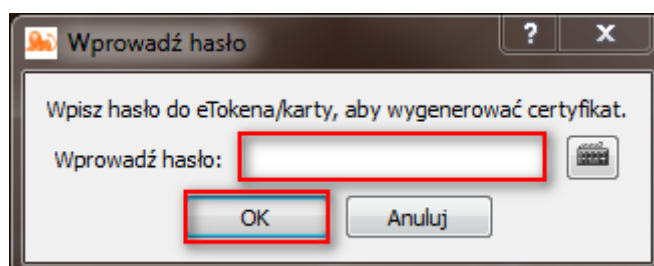 Wprowadź hasło
Wpisz hasło do eTokena/karty, aby wygenerować certyfikat.
Wprowadź hasło:
OK Anuluj